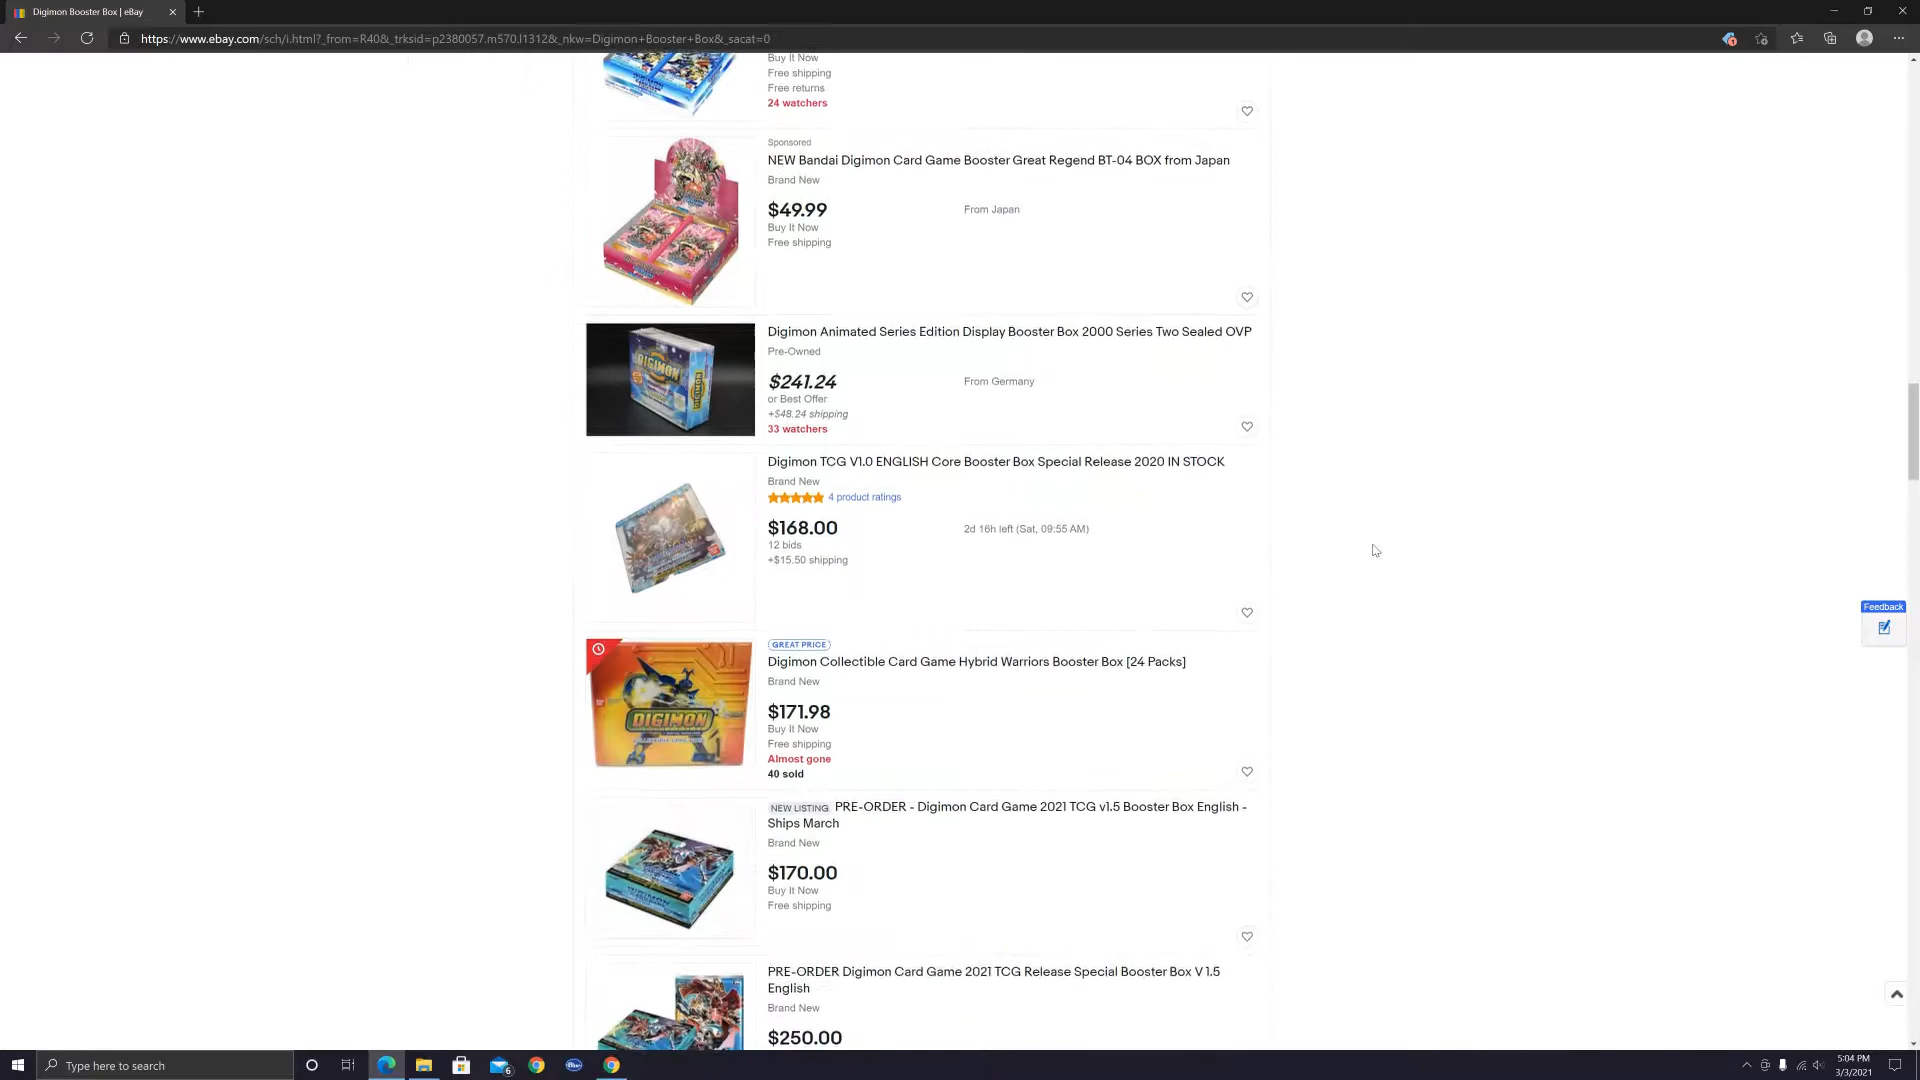 Digimon Booster Box | eBay
https://www.ebay.com/sch/i.html?_from=R40&_trksid=p2380057.m570.l1312&_nkw=Digimon+Booster+Box&_sacat=0
1
Buy It Now
Free shipping
Free returns
24 watchers
Sponsored
NEW Bandai Digimon Card Game Booster Great Regend BT-04 BOX from Japan
Brand New
$49.99
From Japan
Buy It Now
Free shipping
Digimon Animated Series Edition Display Booster Box 2000 Series Two Sealed OVP
Pre-Owned
$241.24
From Germany
or Best Offer
+$48.24 shipping
33 watchers
DIGIMON
DIGIMON
Digimon TCG V1.0 ENGLISH Core Booster Box Special Release 2020 IN STOCK
Brand New
4 product ratings
$168.00
2d 16h left (Sat, 09:55 AM)
12 bids
+$15.50 shipping
Feedback
GREAT PRICE
Digimon Collectible Card Game Hybrid Warriors Booster Box [24 Packs]
Brand New
$171.98
Buy It Now
Free shipping
Almost gone
40 sold
DIGIMON
NEW LISTING PRE-ORDER - Digimon Card Game 2021 TCG v1.5 Booster Box English -
Ships March
Brand New
$170.00
Buy It Now
Free shipping
PRE-ORDER Digimon Card Game 2021 TCG Release Special Booster Box V 1.5
English
Brand New
$250.00
Type here to search
6
5:04 PM
3/3/2021